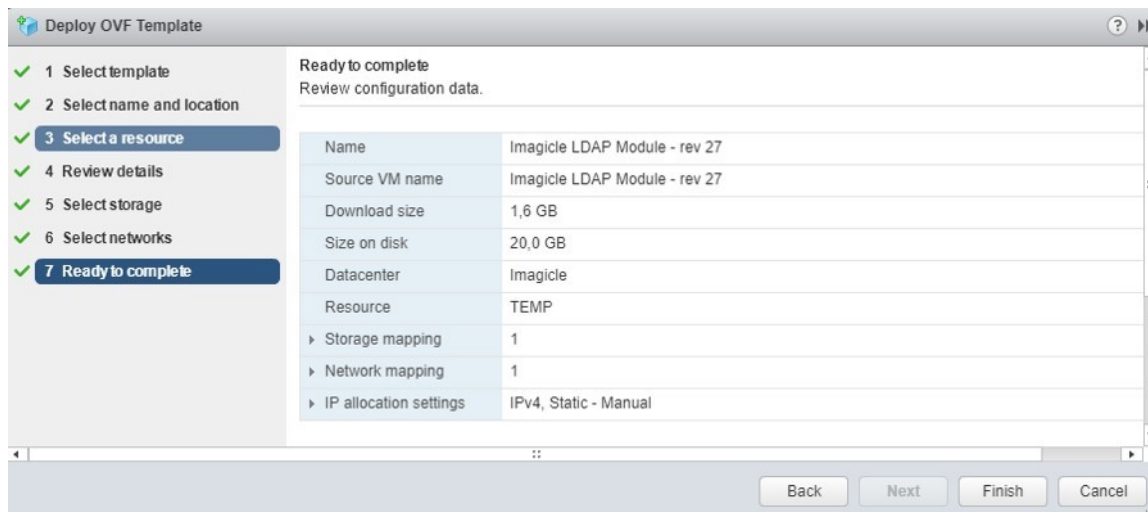 Deploy OVF Template
1 Select template
2 Select name and location
3 Select a resource
4 Review details
5 Select storage
6 Select networks
7 Ready to complete
Ready to complete
Review configuration data.
Name Imagicle LDAP Module - rev 27
Source VM name Imagicle LDAP Module - rev 27
Download size 1,6 GB
Size on disk 20,0 GB
Datacenter Imagicle
Resource TEMP
Storage mapping 1
Network mapping 1
IP allocation settings IPv4, Static - Manual
Back Next Finish Cancel